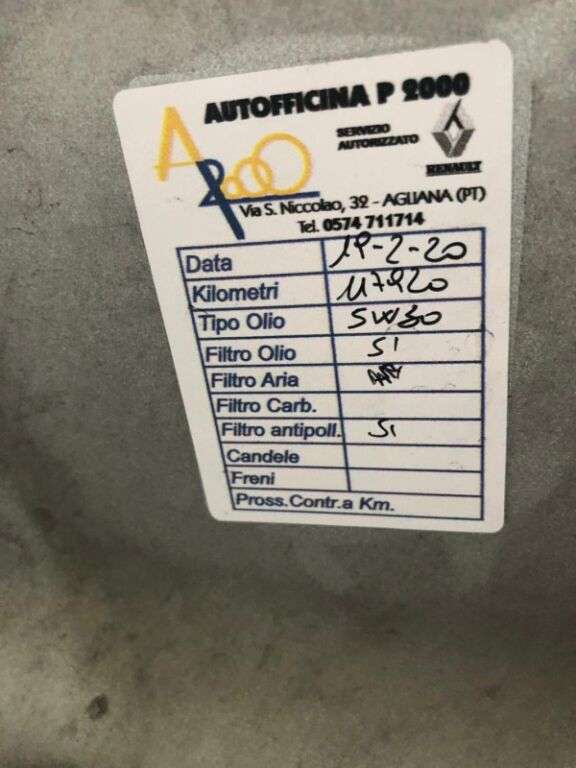 AUTOFFICINA P 2000
SERVIZIO
AUTORIZZATO
RENAULT
A
P2000
Via S. Niccolao, 32 - AGLIANA (PT)
Tel. 0574 711714
Data 19-2-20
Kilometri 117920
Tipo Olio 5W30
Filtro Olio SI
Filtro Aria
Filtro Carb.
Filtro antipoll. SI
Candele
Freni
Pross.Contr.a Km.